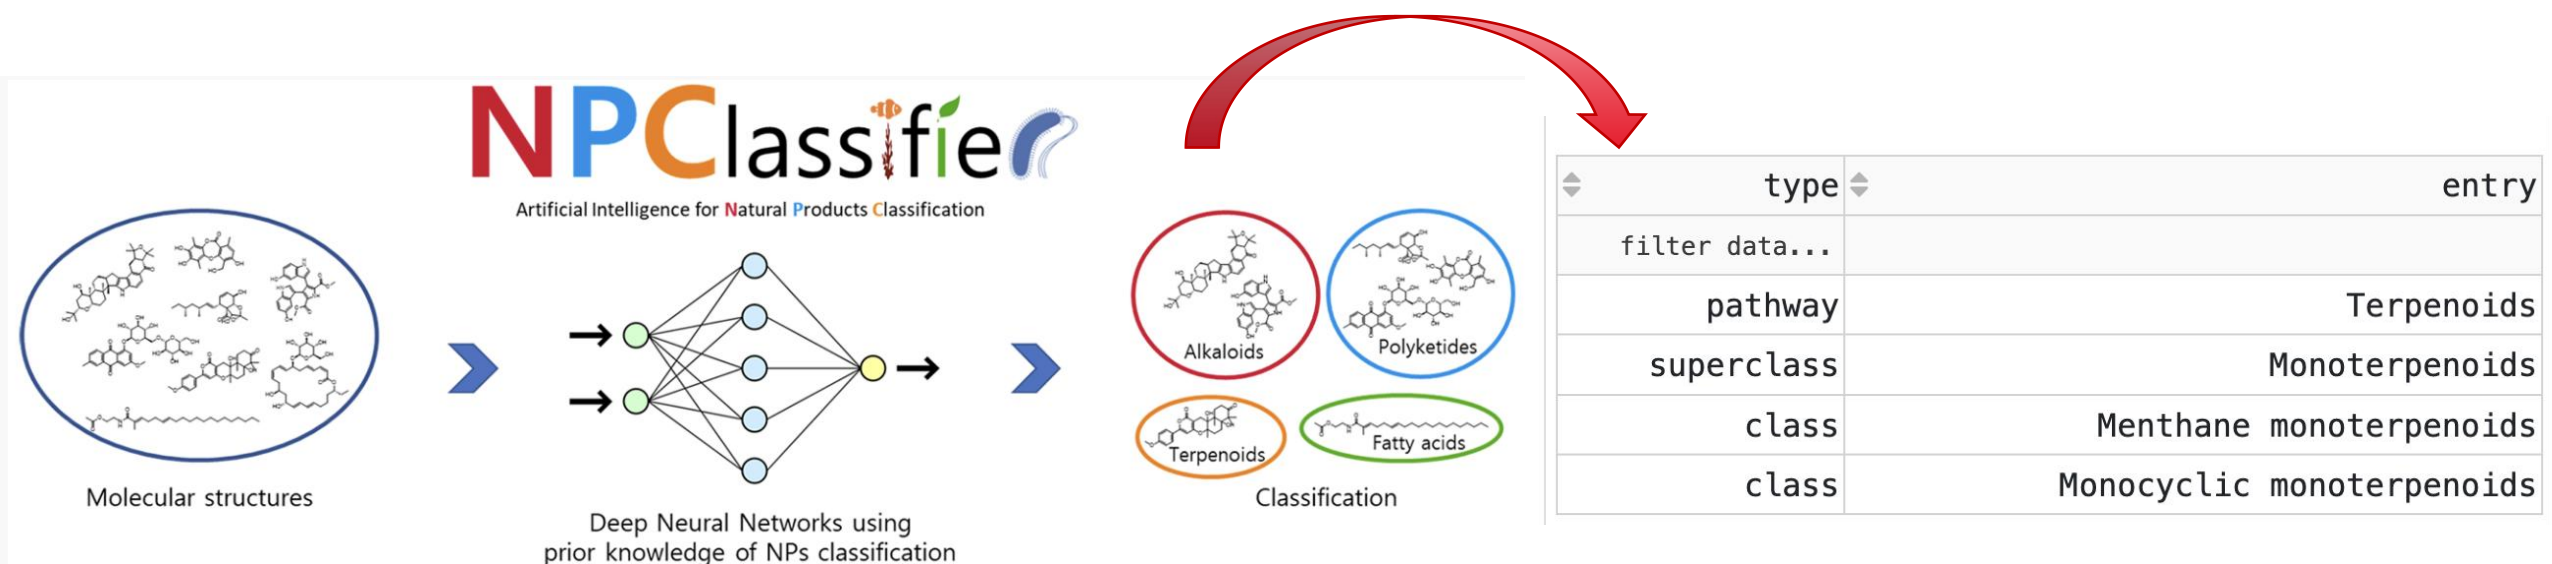 NPClassifier
Artificial Intelligence for Natural Products Classification
Molecular structures
Deep Neural Networks using
prior knowledge of NPs classification
Alkaloids
Polyketides
Terpenoids
Fatty acids
Classification
type entry
filter data...
pathway Terpenoids
superclass Monoterpenoids
class Menthane monoterpenoids
class Monocyclic monoterpenoids